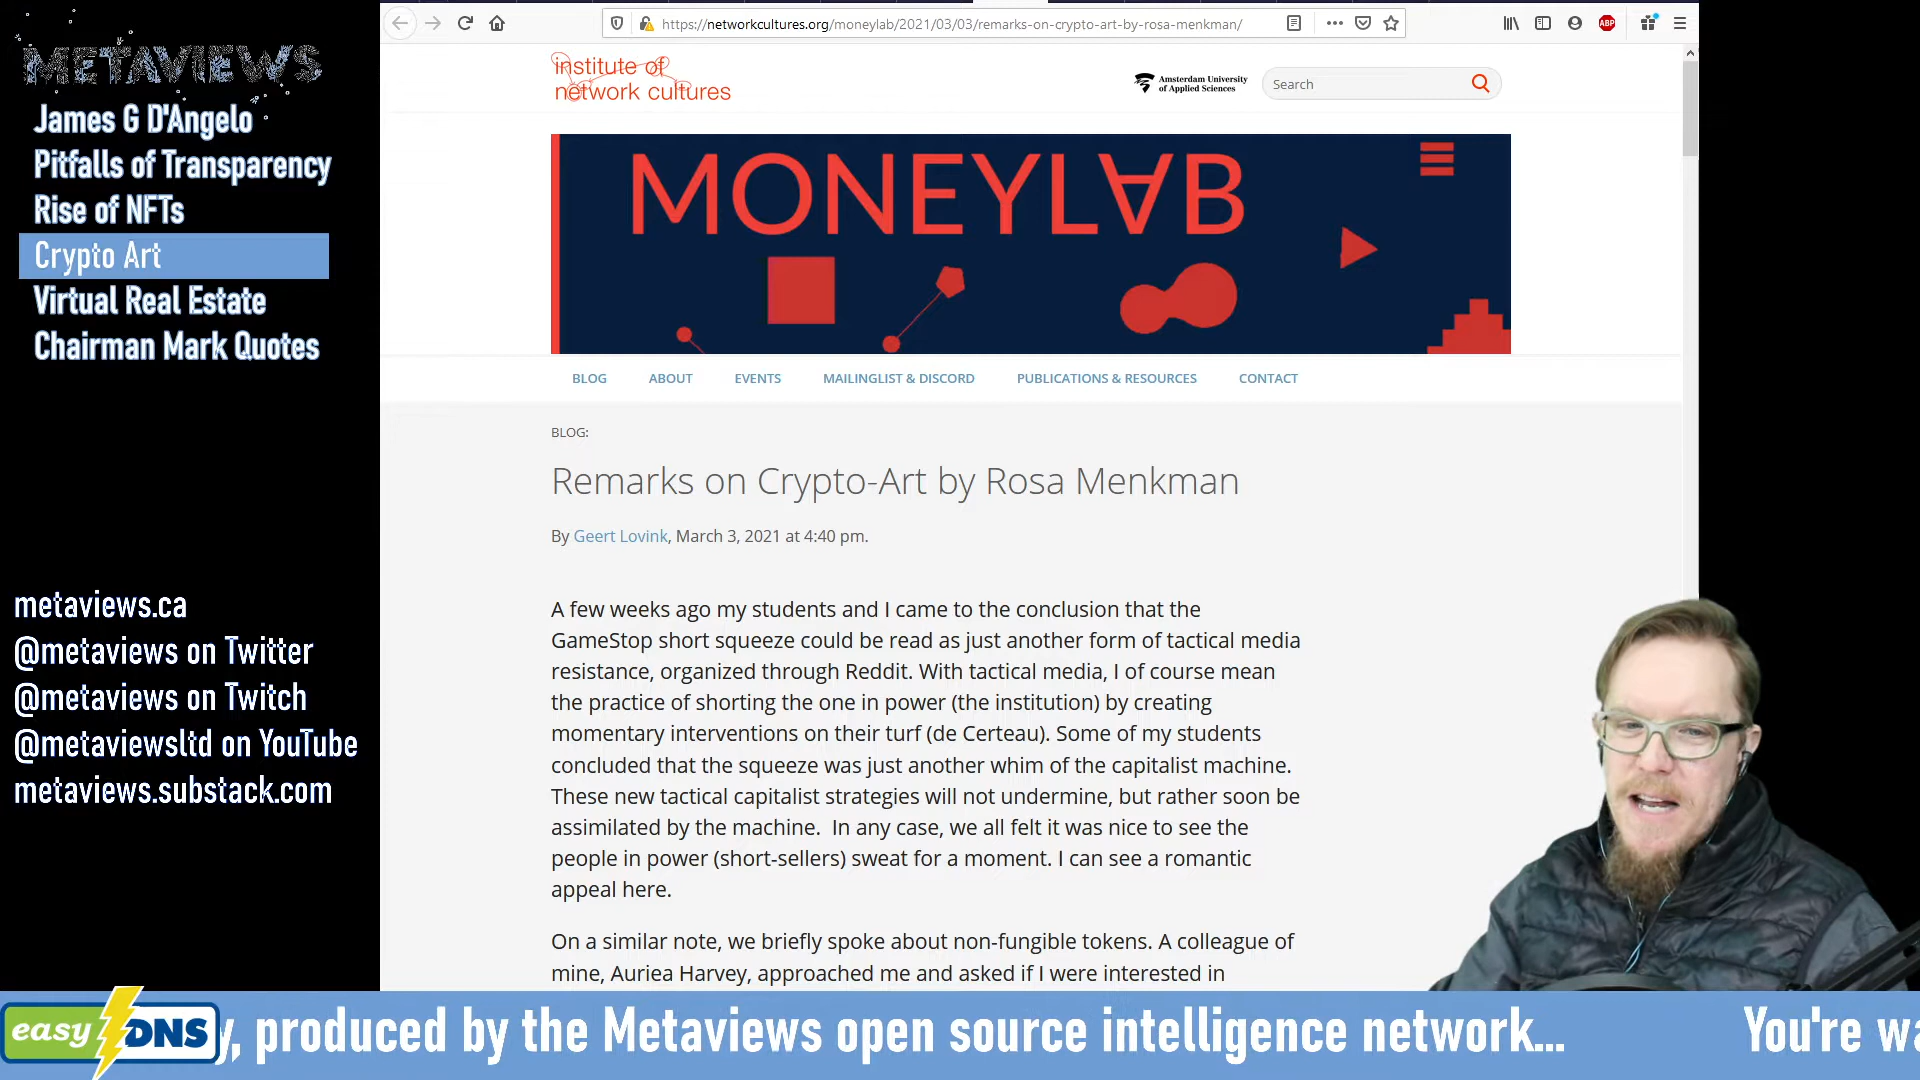 METAVIEWS
James G D'Angelo
Pitfalls of Transparency
Rise of NFTs
Crypto Art
Virtual Real Estate
Chairman Mark Quotes
metaviews.ca
@metaviews on Twitter
@metaviews on Twitch
@metaviewsltd on YouTube
metaviews.substack.com
https://networkcultures.org/moneylab/2021/03/03/remarks-on-crypto-art-by-rosa-menkman/
ABP
institute of
network cultures
Amsterdam University
of Applied Sciences
Search
MONEYL∀B
BLOG
ABOUT
EVENTS
MAILINGLIST & DISCORD
PUBLICATIONS & RESOURCES
CONTACT
BLOG:
Remarks on Crypto-Art by Rosa Menkman
By Geert Lovink, March 3, 2021 at 4:40 pm.
A few weeks ago my students and I came to the conclusion that the
GameStop short squeeze could be read as just another form of tactical media
resistance, organized through Reddit. With tactical media, I of course mean
the practice of shorting the one in power (the institution) by creating
momentary interventions on their turf (de Certeau). Some of my students
concluded that the squeeze was just another whim of the capitalist machine.
These new tactical capitalist strategies will not undermine, but rather soon be
assimilated by the machine.  In any case, we all felt it was nice to see the
people in power (short-sellers) sweat for a moment. I can see a romantic
appeal here.
On a similar note, we briefly spoke about non-fungible tokens. A colleague of
mine, Auriea Harvey, approached me and asked if I were interested in
easyDNS
y, produced by the Metaviews open source intelligence network... You're wa